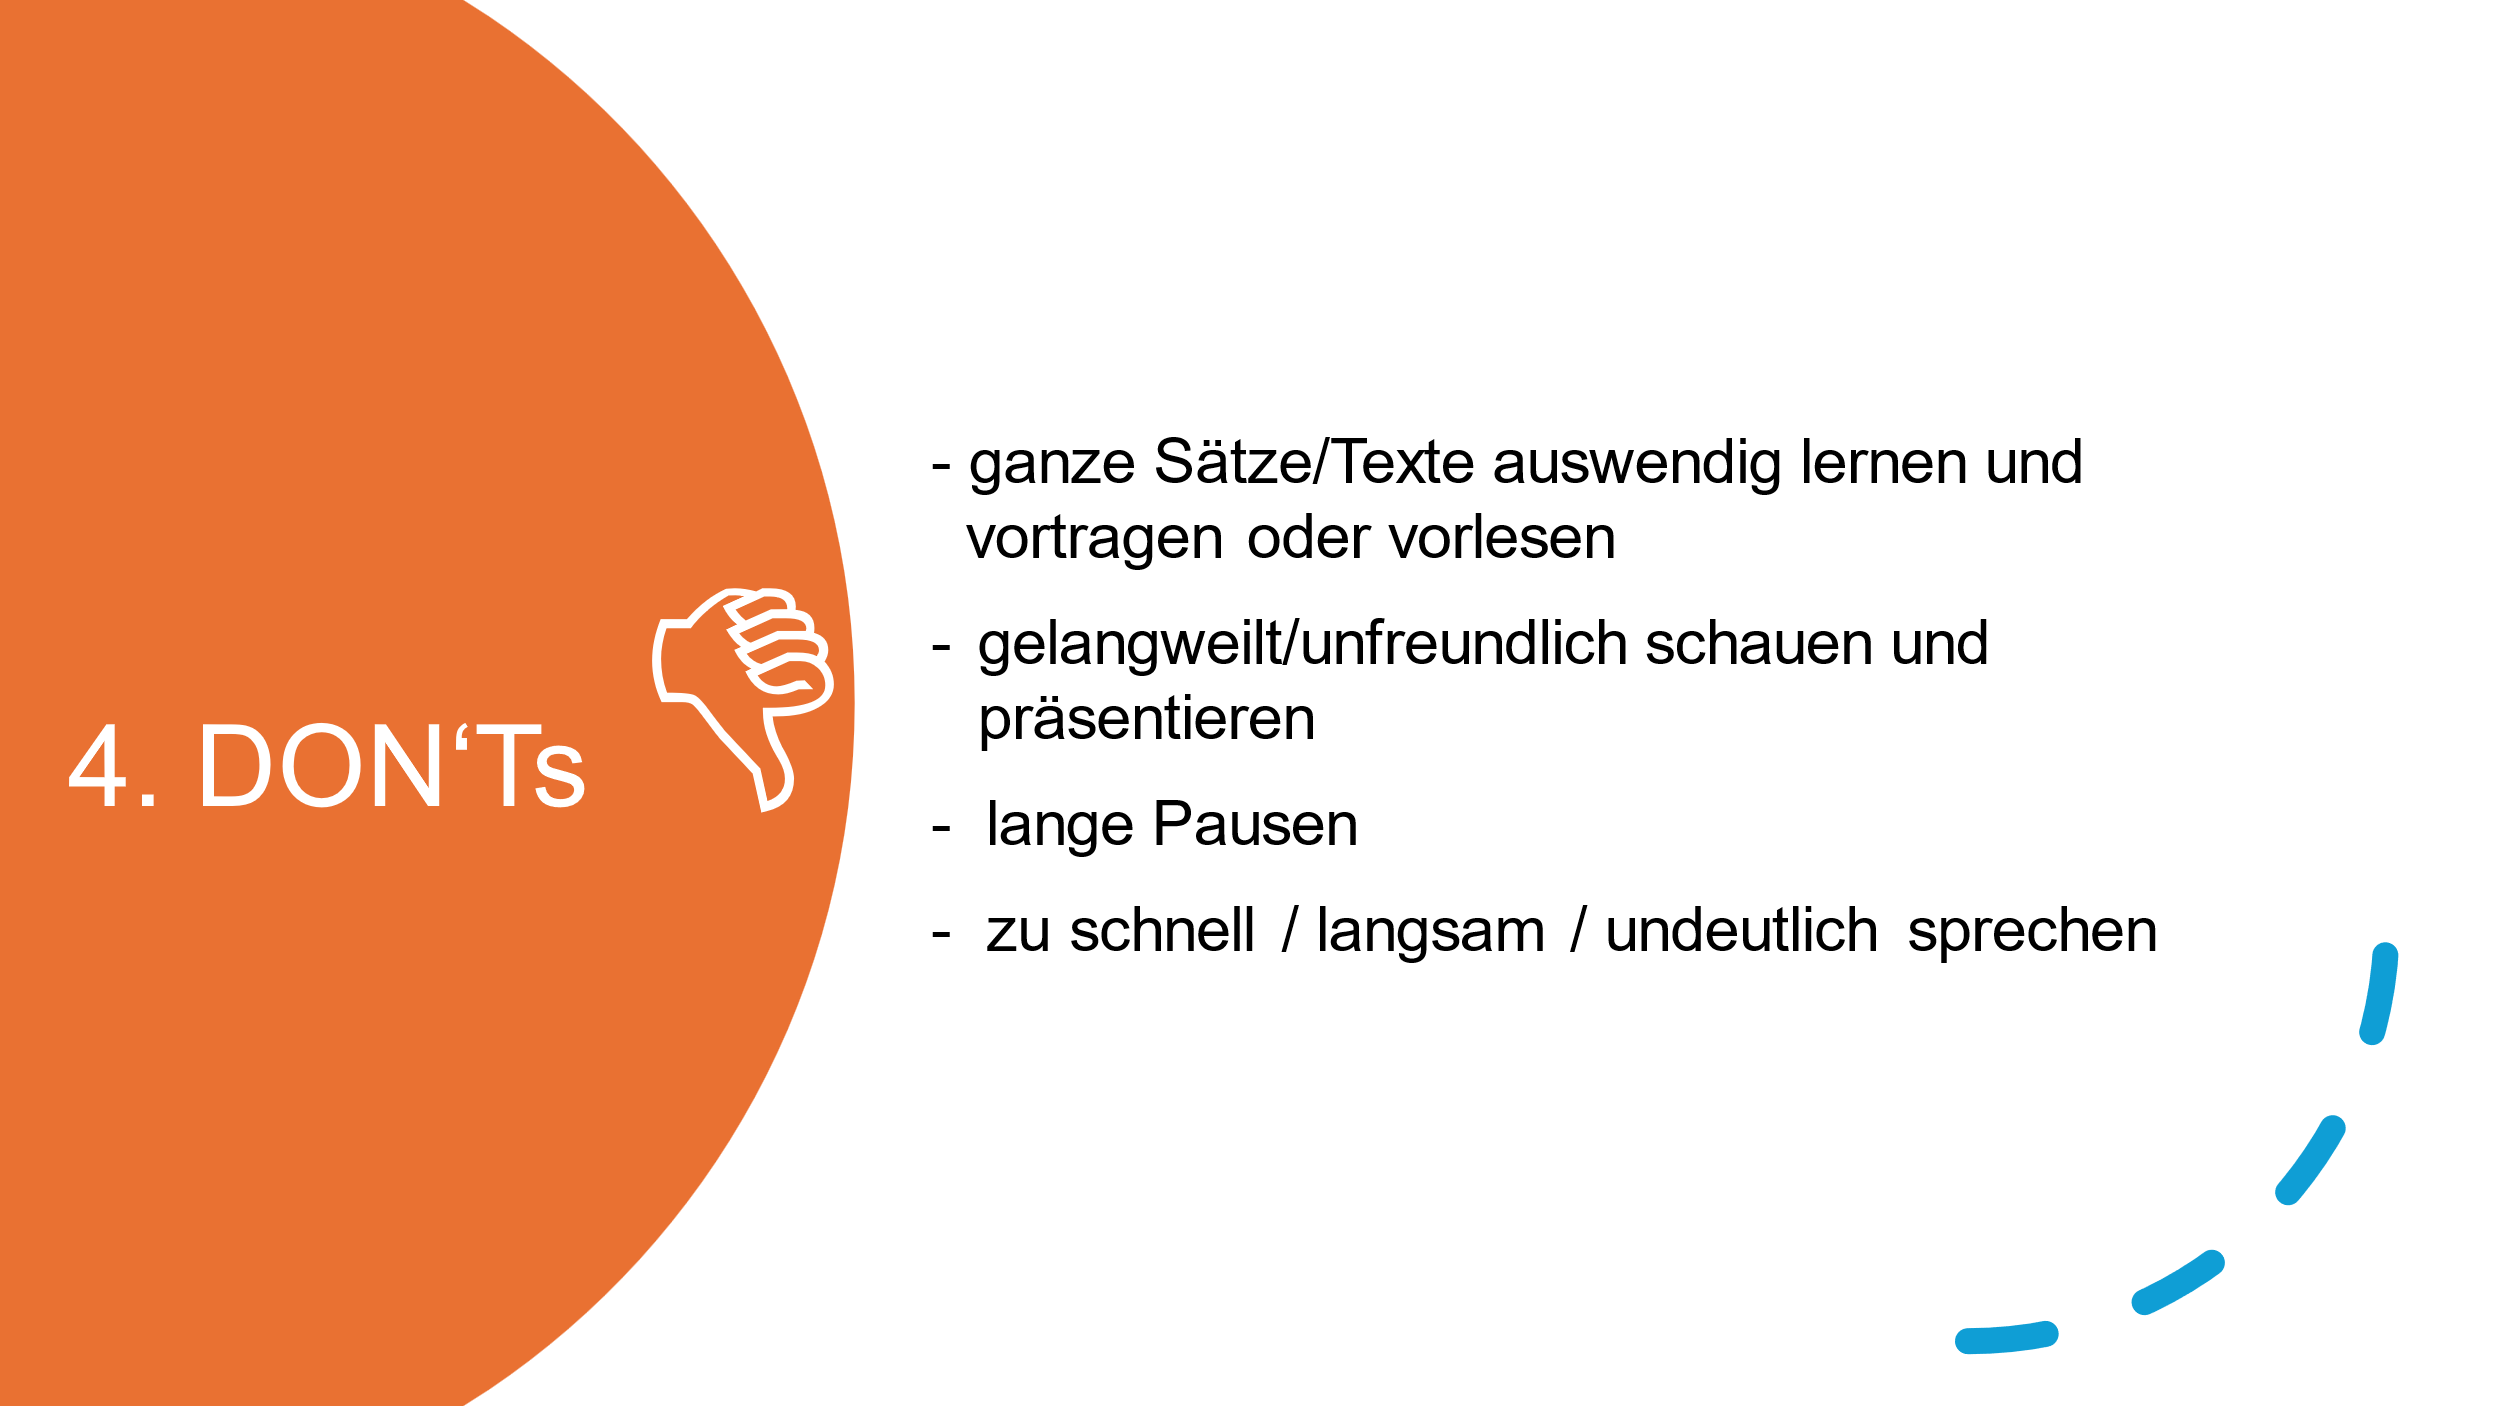 4. DON‘Ts
- ganze Sätze/Texte auswendig lernen und
vortragen oder vorlesen
- gelangweilt/unfreundlich schauen und
präsentieren
- lange Pausen
- zu schnell / langsam / undeutlich sprechen